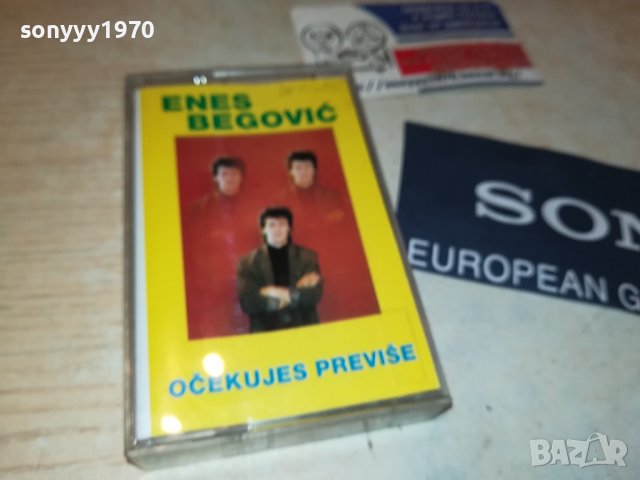 sonyyy1970
ENES
BEGOVIĆ
OČEKUJES PREVIŠE
SON
EUROPEAN G
BAZAR